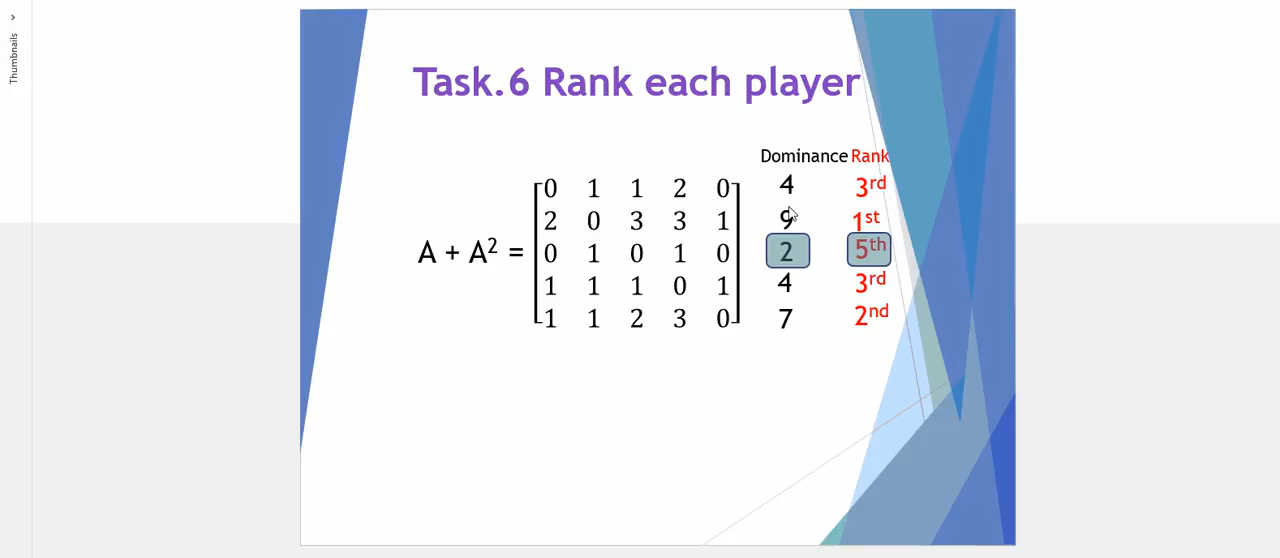 Thumbnails
Task.6 Rank each player
Dominance Rank
0 1 1 2 0 4 3rd
2 0 3 3 1 9 1st
A + A² = 0 1 0 1 0 2 5th
1 1 1 0 1 4 3rd
1 1 2 3 0 7 2nd